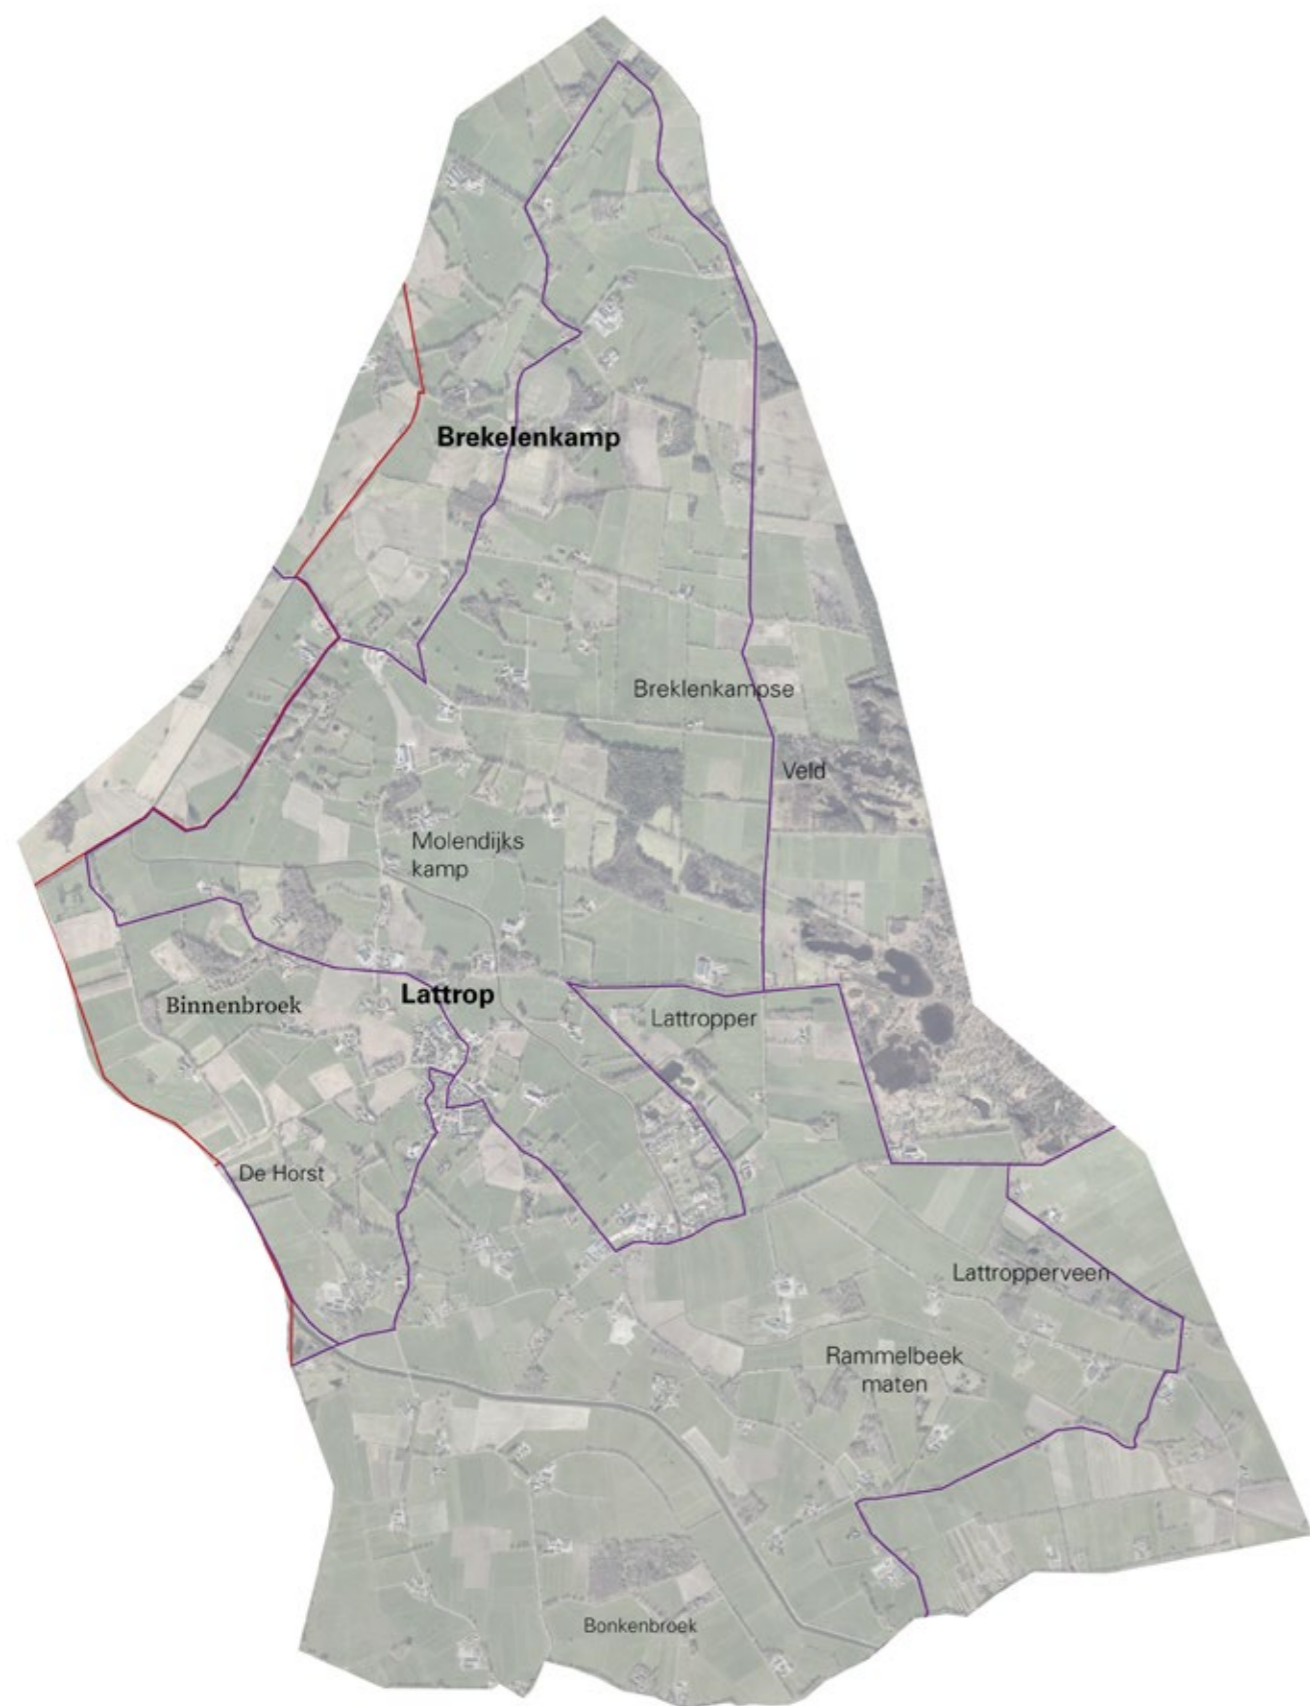 Brekelenkamp
Breklenkampse
Veld
Molendijks
kamp
Lattrop
Binnenbroek
Lattropper
De Horst
Lattropperveen
Rammelbeek
maten
Bonkenbroek